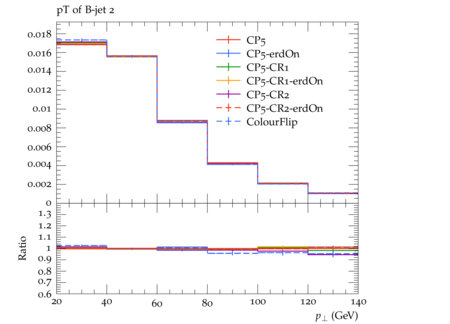 pT of B-jet 2
0.018
0.016
0.014
0.012
0.01
0.008
0.006
0.004
0.002
0
CP5
CP5-erdOn
CP5-CR1
CP5-CR1-erdOn
CP5-CR2
CP5-CR2-erdOn
ColourFlip
1.3
1.2
1.1
1
0.9
0.8
0.7
0.6
Ratio
20 40 60 80 100 120 140
p⊥ (GeV)